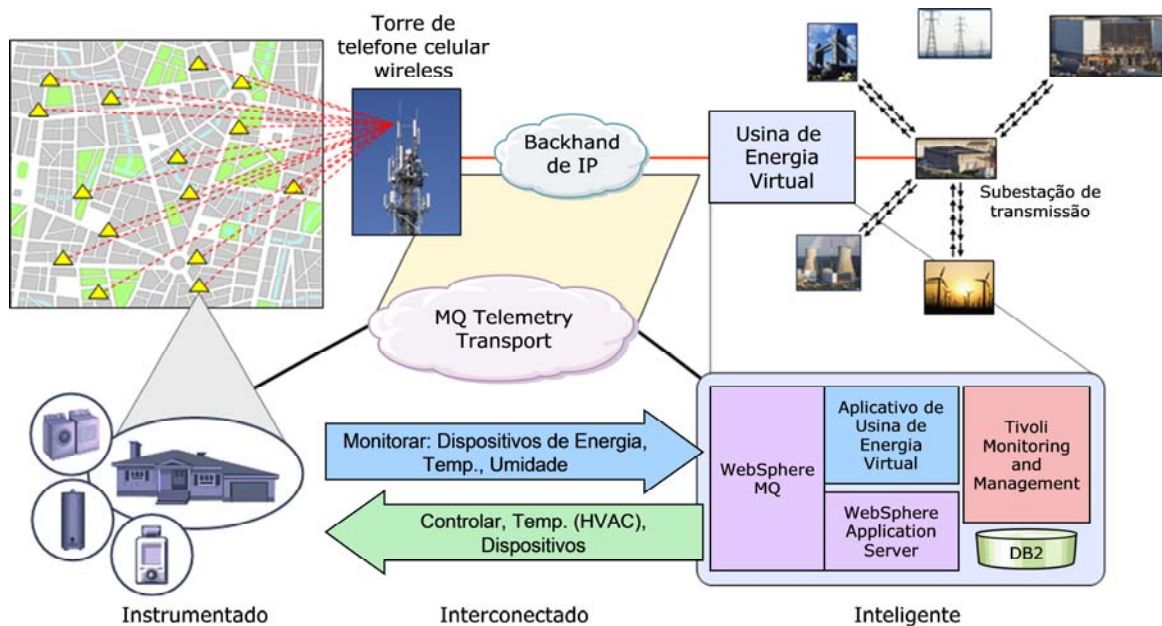 Torre de
telefone celular
wireless
Backhand
de IP
Usina de
Energia
Virtual
Subestação de
transmissão
MQ Telemetry
Transport
Monitorar: Dispositivos de Energia,
Temp., Umidade
Controlar, Temp. (HVAC),
Dispositivos
WebSphere
MQ
Aplicativo de
Usina de
Energia
Virtual
WebSphere
Application
Server
Tivoli
Monitoring
and
Management
DB2
Instrumentado
Interconectado
Inteligente